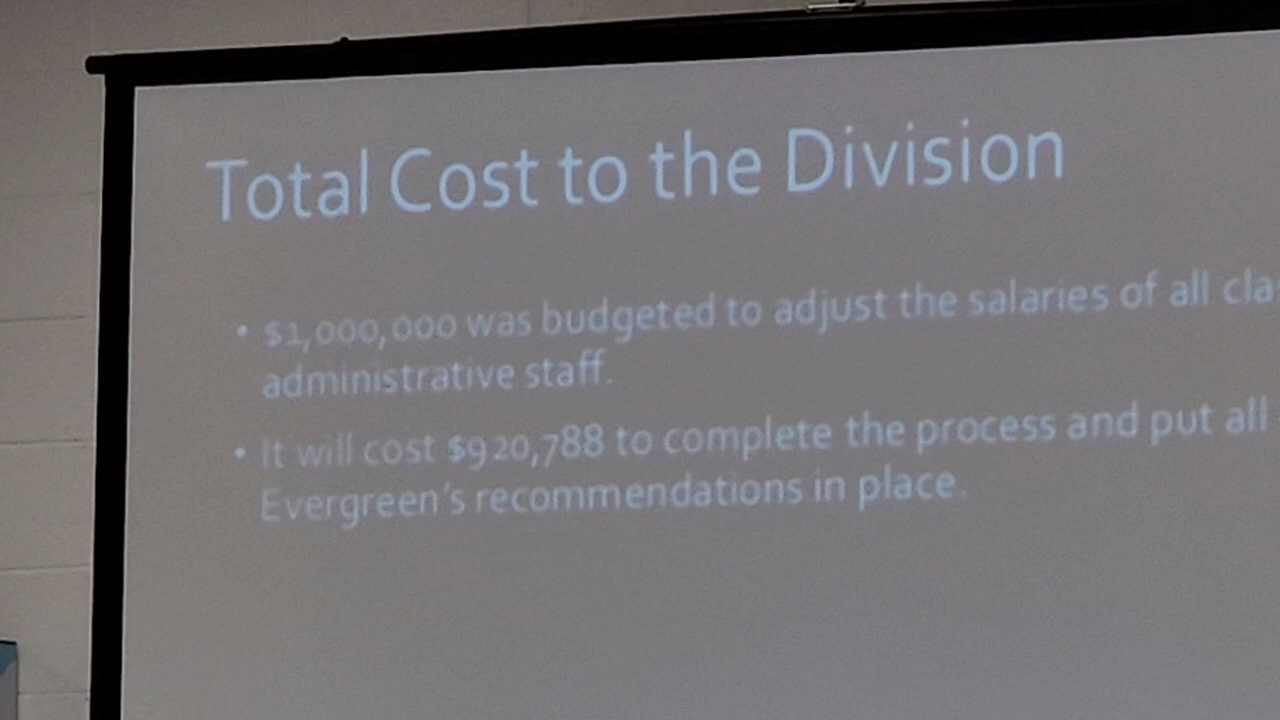 Total Cost to the Division
• $1,000,000 was budgeted to adjust the salaries of all
administrative staff.
• It will cost $920,788 to complete the process and put all
Evergreen's recommendations in place.